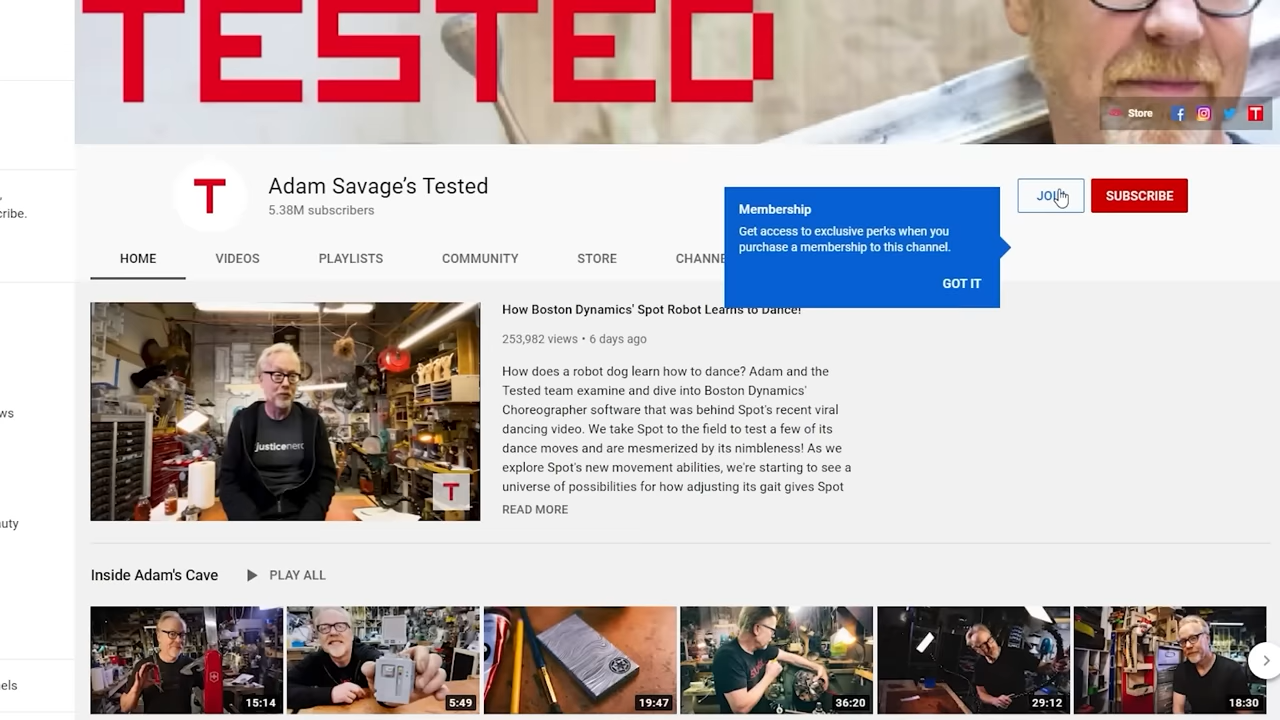 TESTED
Store
T
cribe.
T
Adam Savage's Tested
5.38M subscribers
SUBSCRIBE
Membership
Get access to exclusive perks when you
purchase a membership to this channel.
GOT IT
HOME VIDEOS PLAYLISTS COMMUNITY STORE CHANNE
How Boston Dynamics' Spot Robot Learns to Dance!
253,982 views • 6 days ago
How does a robot dog learn how to dance? Adam and the
Tested team examine and dive into Boston Dynamics'
Choreographer software that was behind Spot's recent viral
dancing video. We take Spot to the field to test a few of its
dance moves and are mesmerized by its nimbleness! As we
explore Spot's new movement abilities, we're starting to see a
universe of possibilities for how adjusting its gait gives Spot
READ MORE
justicenerd
T
ws
auty
els
Inside Adam's Cave PLAY ALL
15:14
5:49
19:47
36:20
29:12
18:30